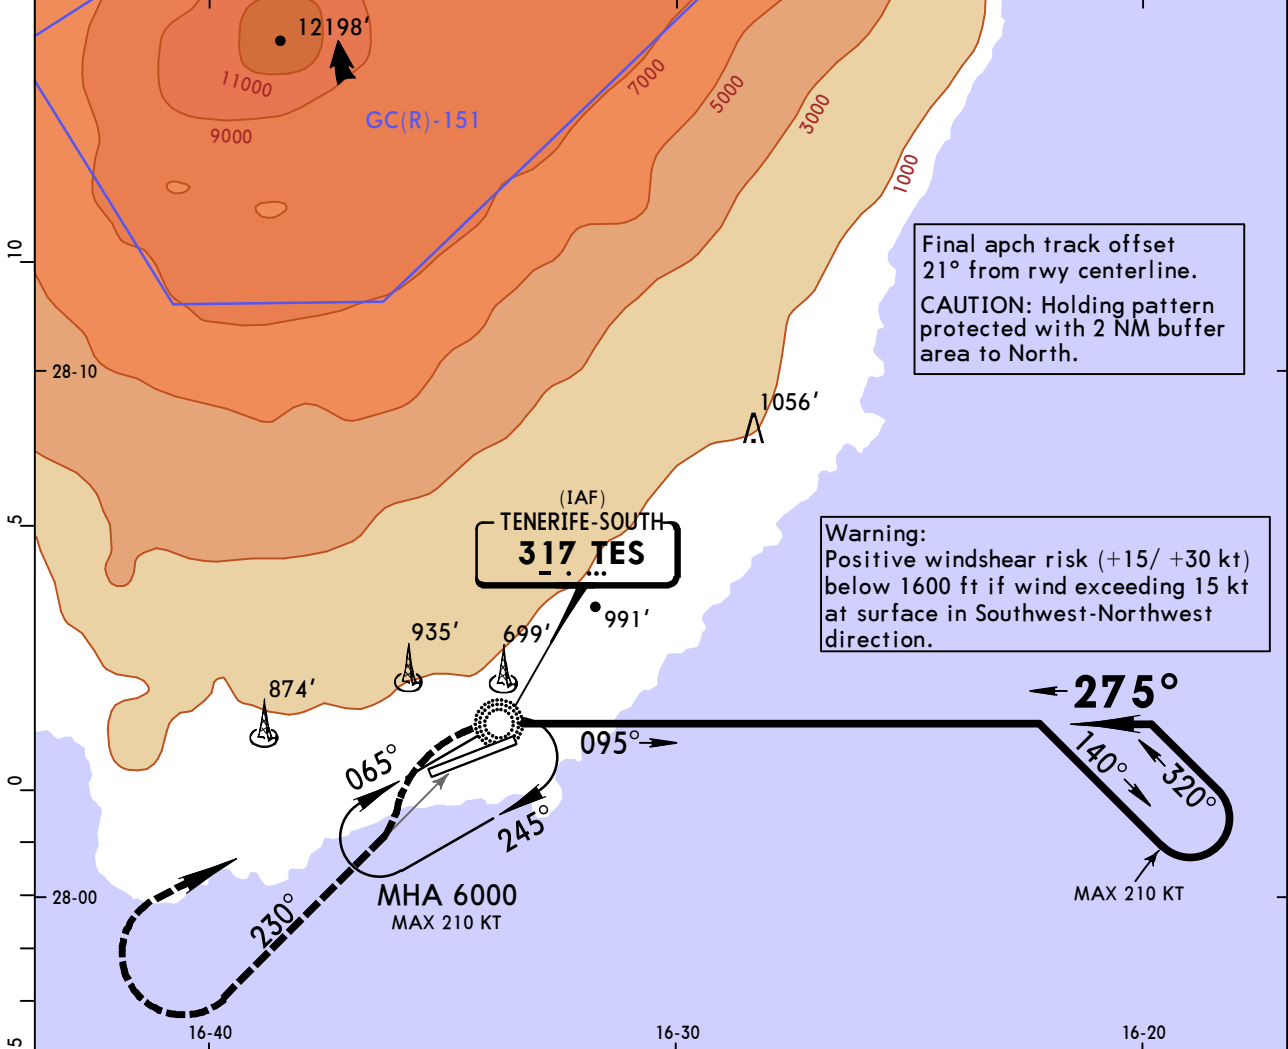 12198'
11000
9000
GC(R)-151
7000
5000
3000
1000
10
Final apch track offset
21° from rwy centerline.
CAUTION: Holding pattern
protected with 2 NM buffer
area to North.
28-10
1056'
(IAF)
TENERIFE-SOUTH
317 TES
5
Warning:
Positive windshear risk (+15/ +30 kt)
below 1600 ft if wind exceeding 15 kt
at surface in Southwest-Northwest
direction.
991'
935'
699'
874'
275°
095°
140°
320°
065°
245°
0
MHA 6000
MAX 210 KT
MAX 210 KT
28-00
230°
5
16-40
16-30
16-20